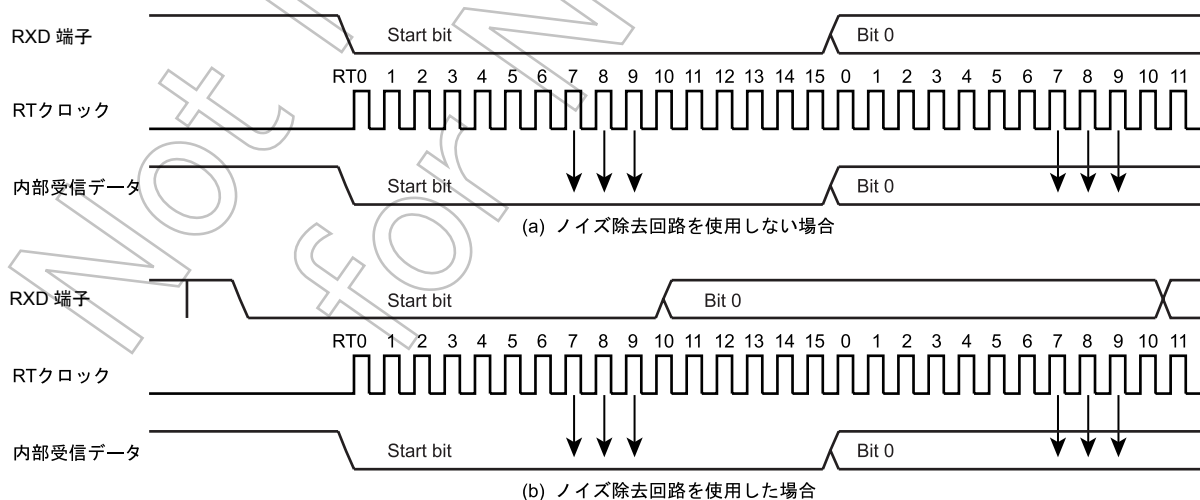 RXD 端子
Start bit
Bit 0
RT0 1 2 3 4 5 6 7 8 9 10 11 12 13 14 15 0 1 2 3 4 5 6 7 8 9 10 11
RTクロック
内部受信データ
Start bit
Bit 0
(a) ノイズ除去回路を使用しない場合
RXD 端子
Start bit
Bit 0
RT0 1 2 3 4 5 6 7 8 9 10 11 12 13 14 15 0 1 2 3 4 5 6 7 8 9 10 11
RTクロック
内部受信データ
Start bit
Bit 0
(b) ノイズ除去回路を使用した場合
Not
for N